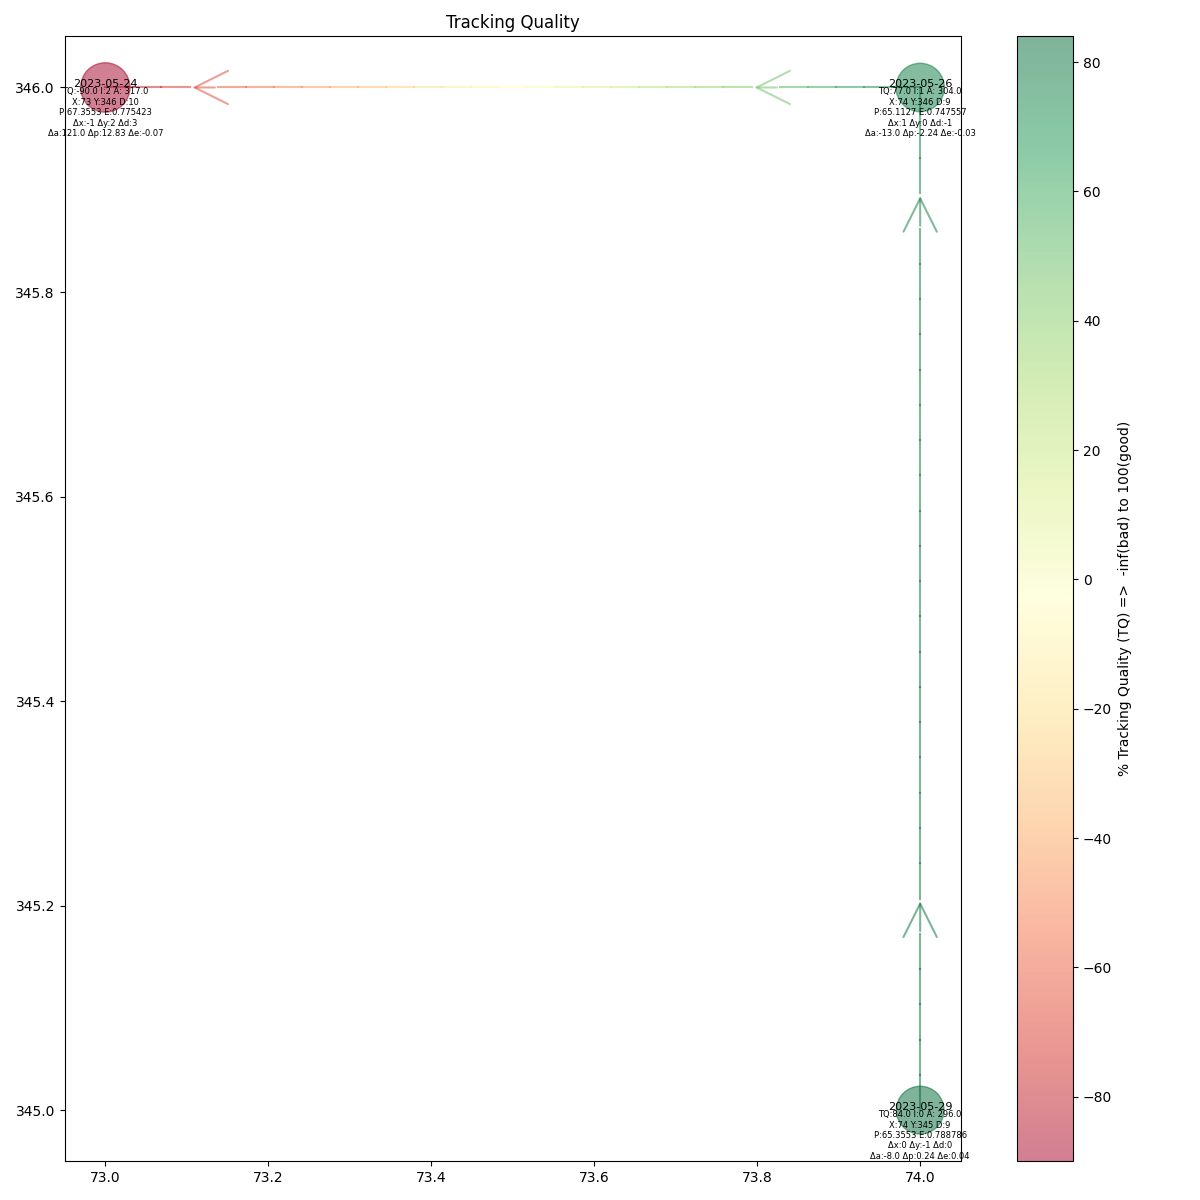 Tracking Quality
346.0
345.8
345.6
345.4
345.2
345.0
73.0
73.2
73.4
73.6
73.8
74.0
2023-05-24
TQ:-90.0 I:2 A: 317.0
X:73 Y:346 D:10
P:67.3553 E:0.775423
Δx:-1 Δy:2 Δd:3
Δa:121.0 Δp:12.83 Δe:-0.07
2023-05-26
TQ:77.0 I:1 A: 304.0
X:74 Y:346 D:9
P:65.1127 E:0.747557
Δx:1 Δy:0 Δd:-1
Δa:-13.0 Δp:-2.24 Δe:-0.03
2023-05-29
TQ:84.0 I:0 A: 296.0
X:74 Y:345 D:9
P:65.3553 E:0.788786
Δx:0 Δy:-1 Δd:0
Δa:-8.0 Δp:0.24 Δe:0.04
80
60
40
20
0
−20
−40
−60
−80
% Tracking Quality (TQ) => -inf(bad) to 100(good)